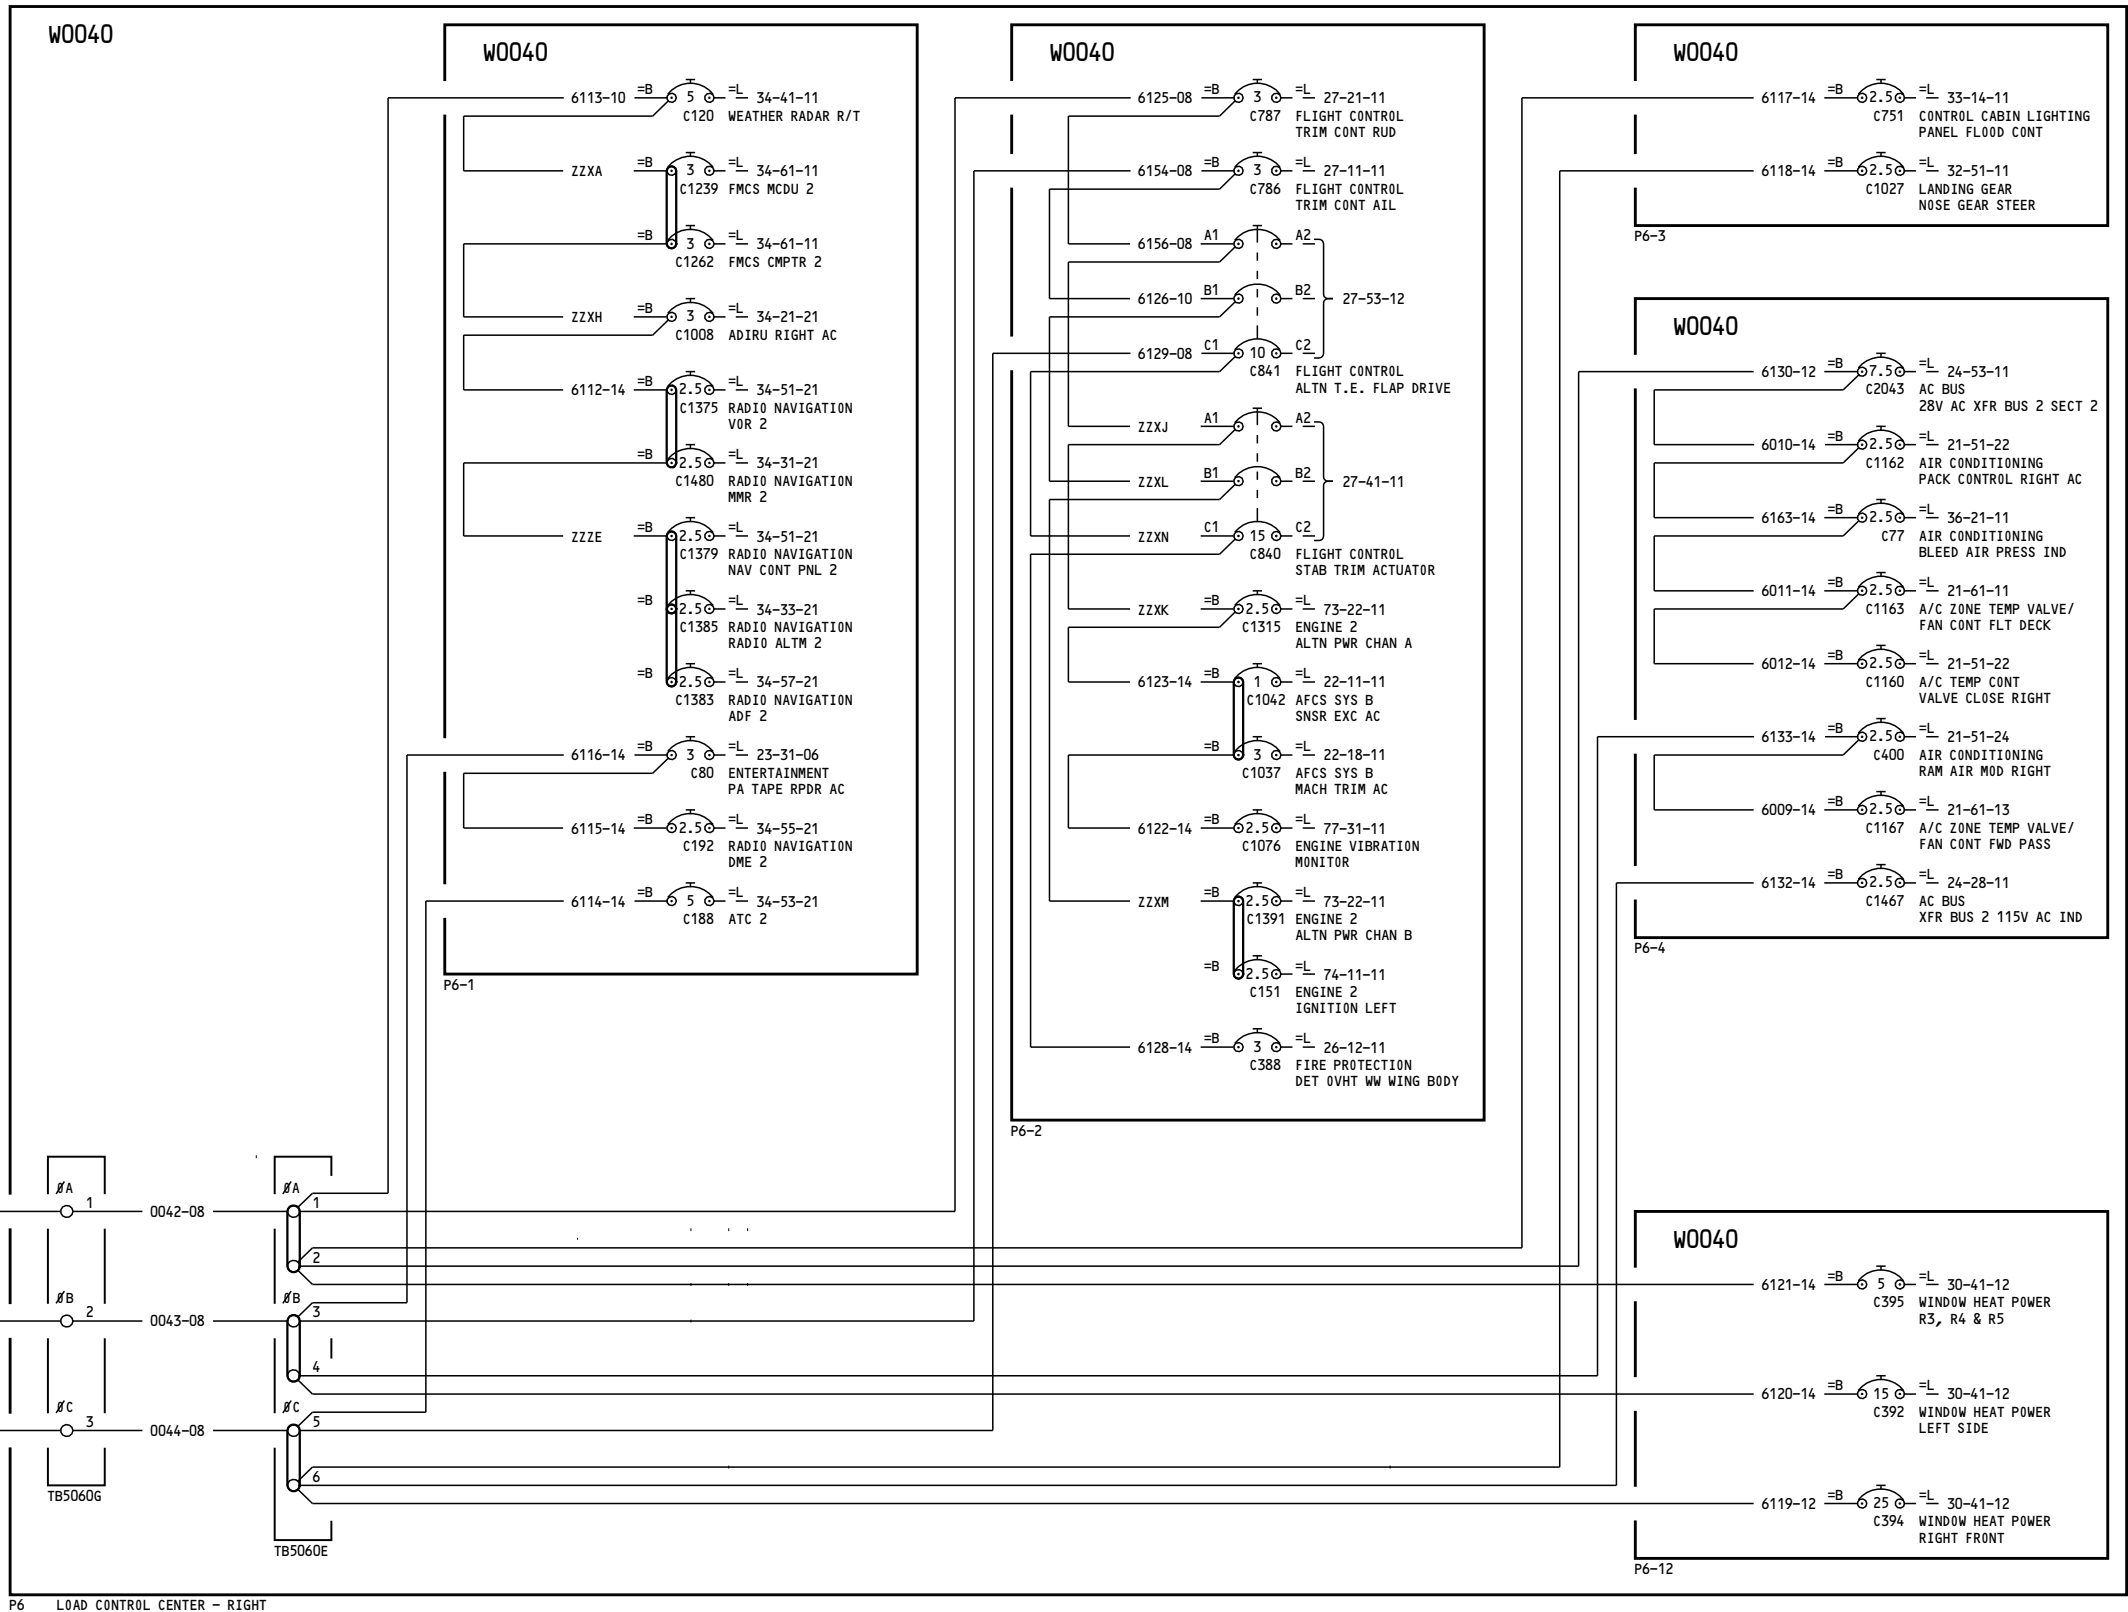 W0040
W0040
6113-10 =B 5 =L 34-41-11
C120 WEATHER RADAR R/T
ZZXA =B 3 =L 34-61-11
C1239 FMCS MCDU 2
=B 3 =L 34-61-11
C1262 FMCS CMPTR 2
ZZXH =B 3 =L 34-21-21
C1008 ADIRU RIGHT AC
6112-14 =B 2.5 =L 34-51-21
C1375 RADIO NAVIGATION
VOR 2
=B 2.5 =L 34-31-21
C1480 RADIO NAVIGATION
MMR 2
ZZZE =B 2.5 =L 34-51-21
C1379 RADIO NAVIGATION
NAV CONT PNL 2
=B 2.5 =L 34-33-21
C1385 RADIO NAVIGATION
RADIO ALTM 2
=B 2.5 =L 34-57-21
C1383 RADIO NAVIGATION
ADF 2
6116-14 =B 3 =L 23-31-06
C80 ENTERTAINMENT
PA TAPE RPDR AC
6115-14 =B 2.5 =L 34-55-21
C192 RADIO NAVIGATION
DME 2
6114-14 =B 5 =L 34-53-21
C188 ATC 2
P6-1
W0040
6125-08 =B 3 =L 27-21-11
C787 FLIGHT CONTROL
TRIM CONT RUD
6154-08 =B 3 =L 27-11-11
C786 FLIGHT CONTROL
TRIM CONT AIL
6156-08 A1 A2
6126-10 B1 B2 27-53-12
6129-08 C1 10 C2
C841 FLIGHT CONTROL
ALTN T.E. FLAP DRIVE
ZZXJ A1 A2
ZZXL B1 B2 27-41-11
ZZXN C1 15 C2
C840 FLIGHT CONTROL
STAB TRIM ACTUATOR
ZZXK =B 2.5 =L 73-22-11
C1315 ENGINE 2
ALTN PWR CHAN A
6123-14 =B 1 =L 22-11-11
C1042 AFCS SYS B
SNSR EXC AC
=B 3 =L 22-18-11
C1037 AFCS SYS B
MACH TRIM AC
6122-14 =B 2.5 =L 77-31-11
C1076 ENGINE VIBRATION
MONITOR
ZZXM =B 2.5 =L 73-22-11
C1391 ENGINE 2
ALTN PWR CHAN B
=B 2.5 =L 74-11-11
C151 ENGINE 2
IGNITION LEFT
6128-14 =B 3 =L 26-12-11
C388 FIRE PROTECTION
DET OVHT WW WING BODY
P6-2
W0040
6117-14 =B 2.5 =L 33-14-11
C751 CONTROL CABIN LIGHTING
PANEL FLOOD CONT
6118-14 =B 2.5 =L 32-51-11
C1027 LANDING GEAR
NOSE GEAR STEER
P6-3
W0040
6130-12 =B 7.5 =L 24-53-11
C2043 AC BUS
28V AC XFR BUS 2 SECT 2
6010-14 =B 2.5 =L 21-51-22
C1162 AIR CONDITIONING
PACK CONTROL RIGHT AC
6163-14 =B 2.5 =L 36-21-11
C77 AIR CONDITIONING
BLEED AIR PRESS IND
6011-14 =B 2.5 =L 21-61-11
C1163 A/C ZONE TEMP VALVE/
FAN CONT FLT DECK
6012-14 =B 2.5 =L 21-51-22
C1160 A/C TEMP CONT
VALVE CLOSE RIGHT
6133-14 =B 2.5 =L 21-51-24
C400 AIR CONDITIONING
RAM AIR MOD RIGHT
6009-14 =B 2.5 =L 21-61-13
C1167 A/C ZONE TEMP VALVE/
FAN CONT FWD PASS
6132-14 =B 2.5 =L 24-28-11
C1467 AC BUS
XFR BUS 2 115V AC IND
P6-4
W0040
6121-14 =B 5 =L 30-41-12
C395 WINDOW HEAT POWER
R3, R4 & R5
6120-14 =B 15 =L 30-41-12
C392 WINDOW HEAT POWER
LEFT SIDE
6119-12 =B 25 =L 30-41-12
C394 WINDOW HEAT POWER
RIGHT FRONT
P6-12
ØA ØA
1 0042-08 1
2
ØB ØB
2 0043-08 3
4
ØC ØC
3 0044-08 5
6
TB5060G
TB5060E
P6 LOAD CONTROL CENTER - RIGHT